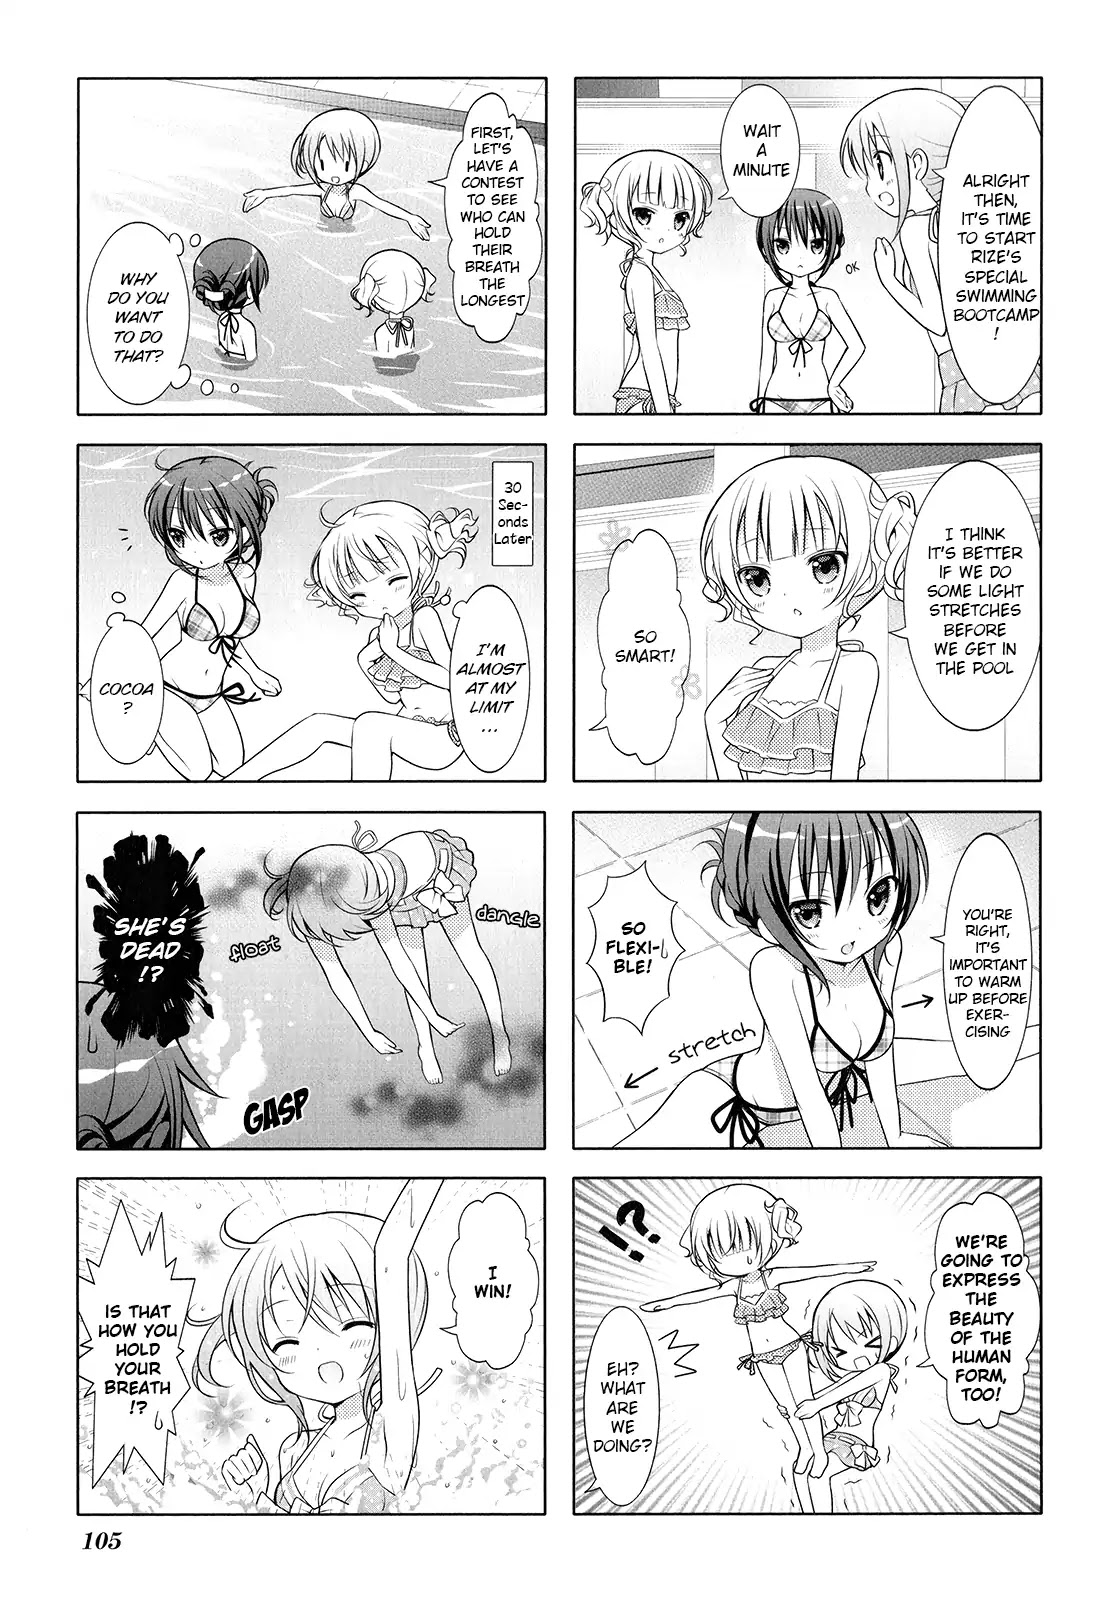 ALRIGHT
THEN,
IT'S TIME
TO START
RIZE'S
SPECIAL
SWIMMING
BOOTCAMP
!
WAIT
A
MINUTE
OK
I THINK
IT'S BETTER
IF WE DO
SOME LIGHT
STRETCHES
BEFORE
WE GET IN
THE POOL
SO
SMART!
YOU'RE
RIGHT,
IT'S
IMPORTANT
TO WARM
UP BEFORE
EXER-
CISING
SO
FLEXI-
BLE!
stretch
WE'RE
GOING TO
EXPRESS
THE
BEAUTY
OF THE
HUMAN
FORM,
TOO!
!?
EH?
WHAT
ARE
WE
DOING?
FIRST,
LET'S
HAVE A
CONTEST
TO SEE
WHO CAN
HOLD
THEIR
BREATH
THE
LONGEST
WHY
DO YOU
WANT
TO DO
THAT?
30
Sec-
onds
Later
I'M
ALMOST
AT MY
LIMIT
...
COCOA
?
dangle
float
SHE'S
DEAD
!?
GASP
I
WIN!
IS THAT
HOW YOU
HOLD
YOUR
BREATH
!?
105